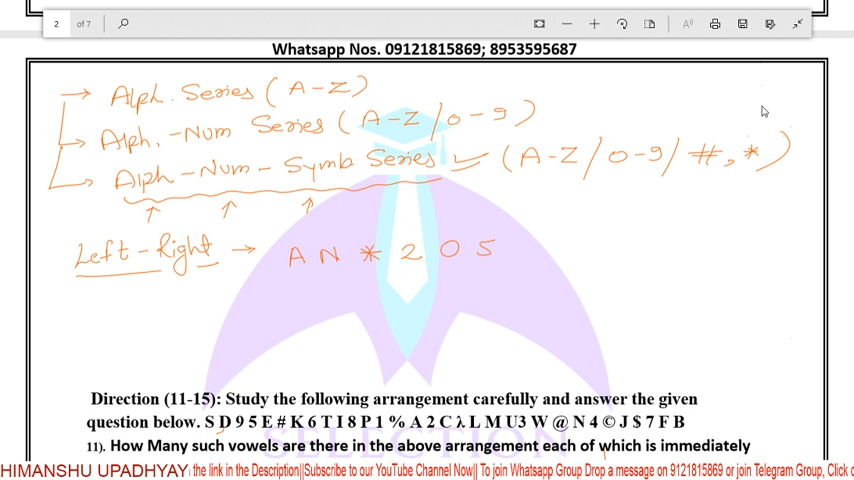 2 of 7
Whatsapp Nos. 09121815869; 8953595687
→ Alph. Series ( A-Z )
→ Alph. -Num Series ( A-Z / 0-9 )
→ Alph-Num-Symb Series ✓ ( A-Z / 0-9 / #, * )
Left-Right → A N * 2 0 5
Direction (11-15): Study the following arrangement carefully and answer the given
question below. S D 9 5 E # K 6 T I 8 P 1 % A 2 C λ L M U3 W @ N 4 © J $ 7 F B
SELECTION
11). How Many such vowels are there in the above arrangement each of which is immediately
HIMANSHU UPADHYAY the link in the Description||Subscribe to our YouTube Channel Now|| To join Whatsapp Group Drop a message on 9121815869 or join Telegram Group, Click o